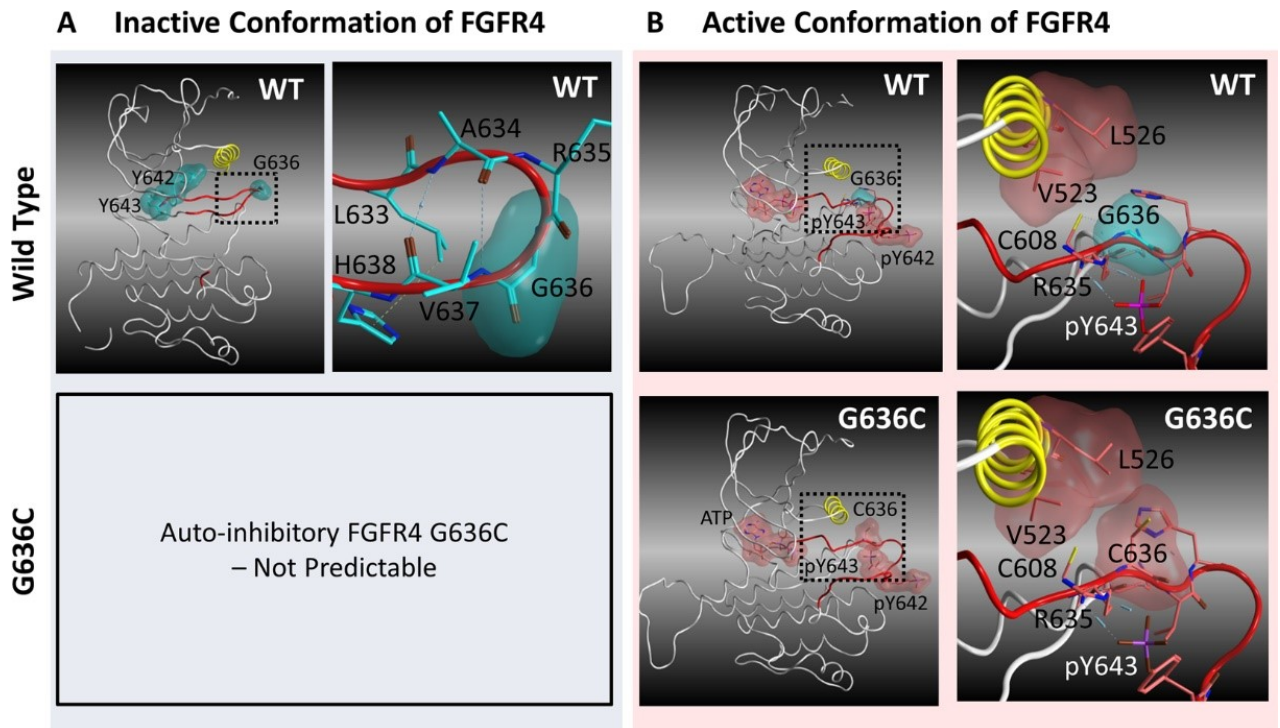 A Inactive Conformation of FGFR4
B Active Conformation of FGFR4
Wild Type
WT
Y642
Y643
G636
WT
A634
R635
L633
H638
V637
G636
WT
G636
pY643
pY642
WT
L526
V523
G636
C608
R635
pY643
G636C
Auto-inhibitory FGFR4 G636C
– Not Predictable
G636C
ATP
C636
pY643
pY642
G636C
L526
V523
C608
C636
R635
pY643